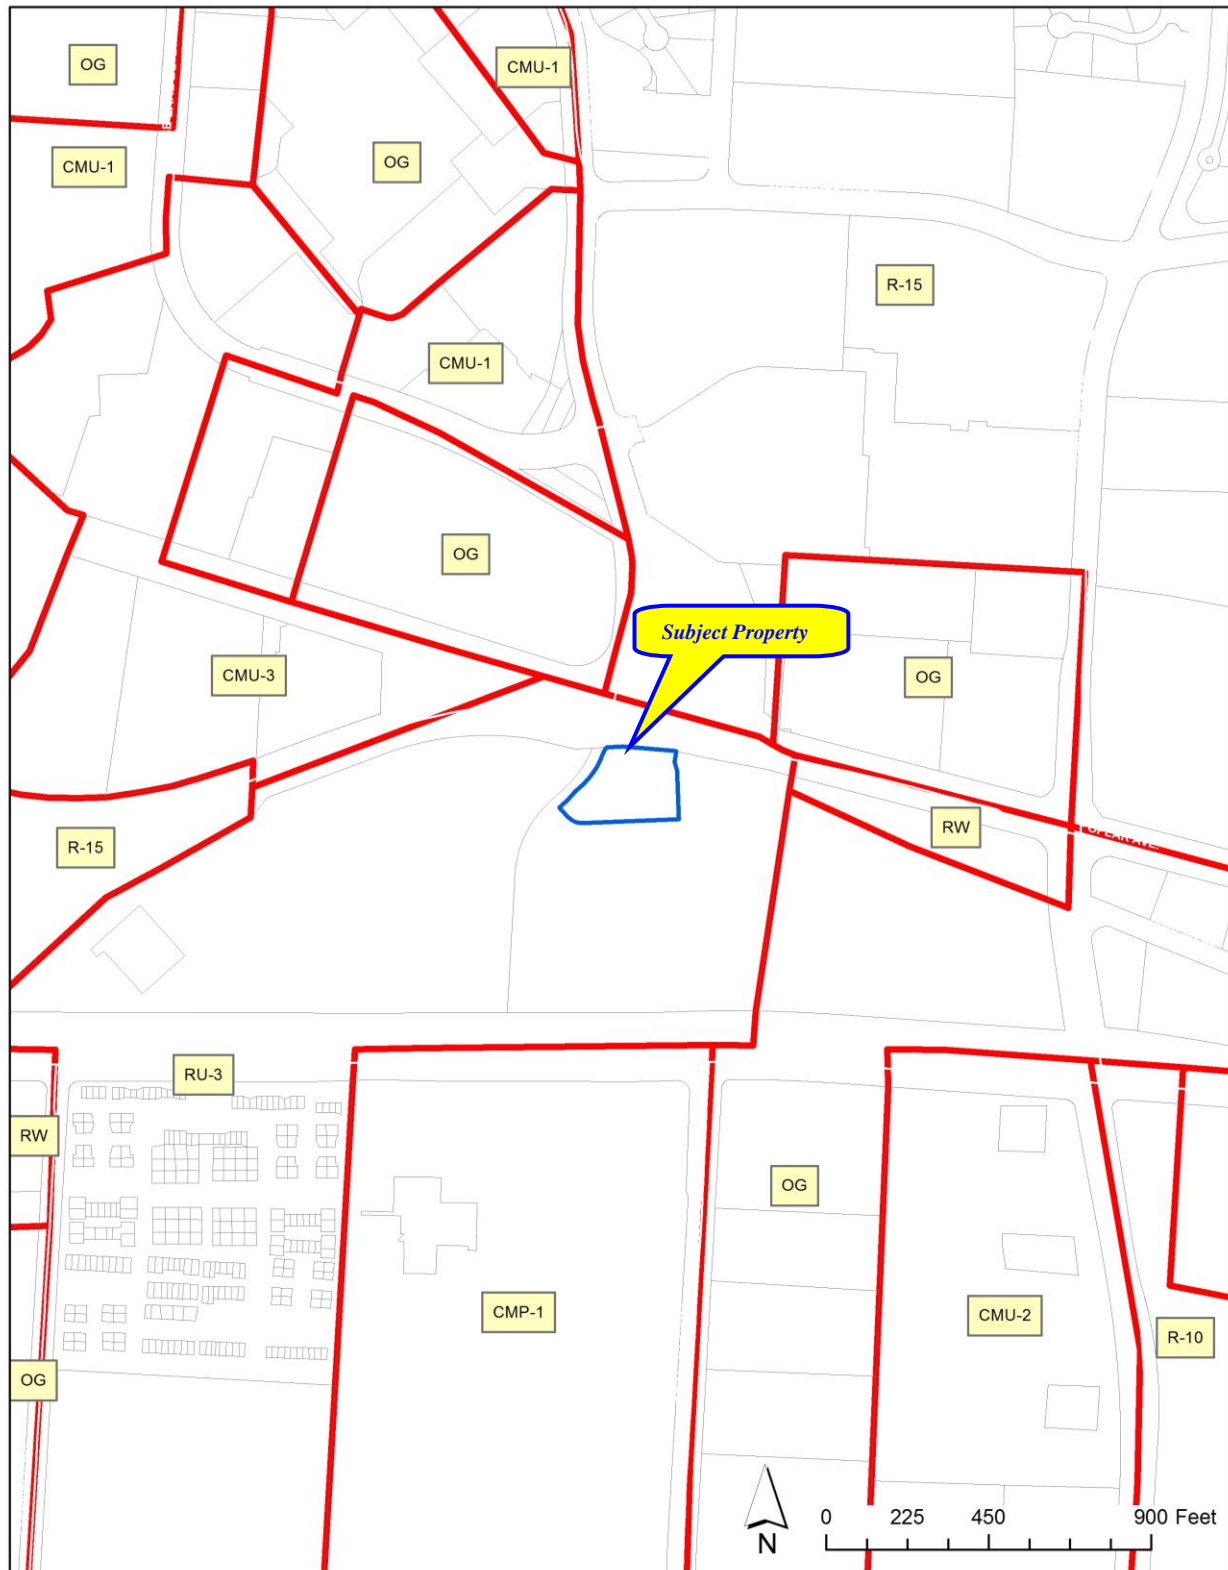 OG
CMU-1
CMU-1
OG
R-15
CMU-1
OG
Subject Property
CMU-3
OG
RW
R-15
RU-3
RW
OG
CMP-1
CMU-2
R-10
OG
N
0 225 450 900 Feet